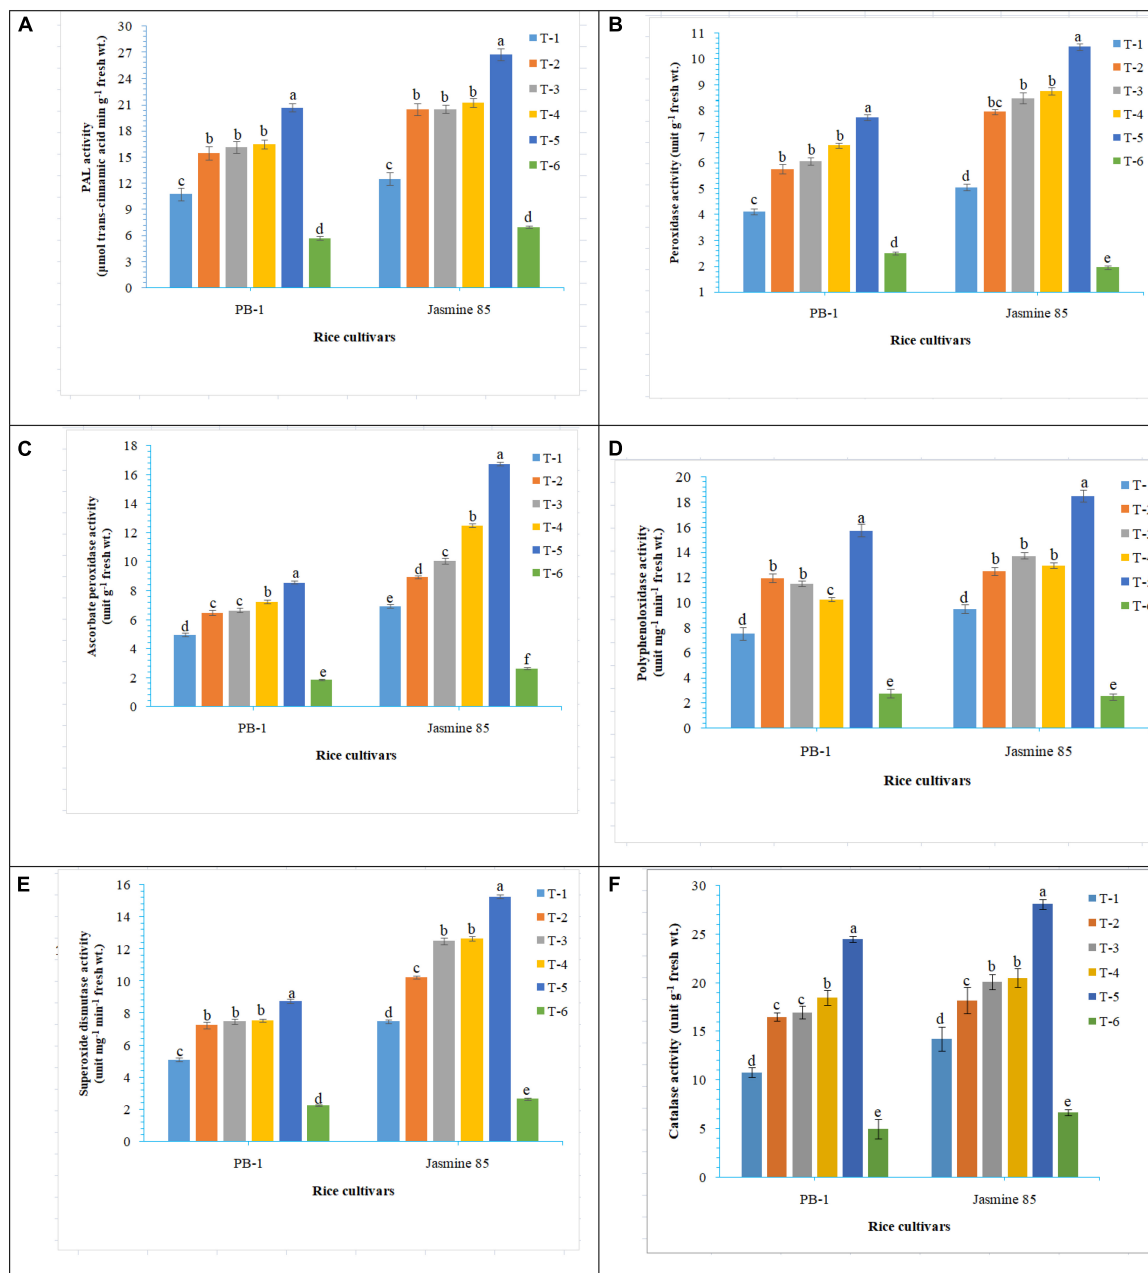 A
PAL activity
(µmol trans-cinnamic acid min g-1 fresh wt.)
30
27
24
21
18
15
12
9
6
3
0
c
b
b
b
a
d
c
b
b
b
a
d
PB-1
Jasmine 85
Rice cultivars
T-1
T-2
T-3
T-4
T-5
T-6
B
Peroxidase activity (unit g-1 fresh wt.)
11
10
9
8
7
6
5
4
3
2
1
c
b
b
b
a
d
d
bc
b
b
a
e
PB-1
Jasmine 85
Rice cultivars
T-1
T-2
T-3
T-4
T-5
T-6
C
Ascorbate peroxidase activity
(unit g-1 fresh wt.)
18
16
14
12
10
8
6
4
2
0
d
c
c
b
a
e
e
d
c
b
a
f
PB-1
Jasmine 85
Rice cultivars
T-1
T-2
T-3
T-4
T-5
T-6
D
Polyphenoloxidase activity
(unit mg-1 min-1 fresh wt.)
20
18
16
14
12
10
8
6
4
2
0
d
b
b
c
a
e
d
b
b
b
a
e
PB-1
Jasmine 85
Rice cultivars
E
Superoxide dismutase activity
(unit mg-1 min-1 fresh wt.)
16
14
12
10
8
6
4
2
0
c
b
b
b
a
d
d
c
b
b
a
e
PB-1
Jasmine 85
Rice cultivars
T-1
T-2
T-3
T-4
T-5
T-6
F
Catalase activity (unit g-1 fresh wt.)
30
25
20
15
10
5
0
d
c
c
b
a
e
d
c
b
b
a
e
PB-1
Jasmine 85
Rice cultivars
T-1
T-2
T-3
T-4
T-5
T-6